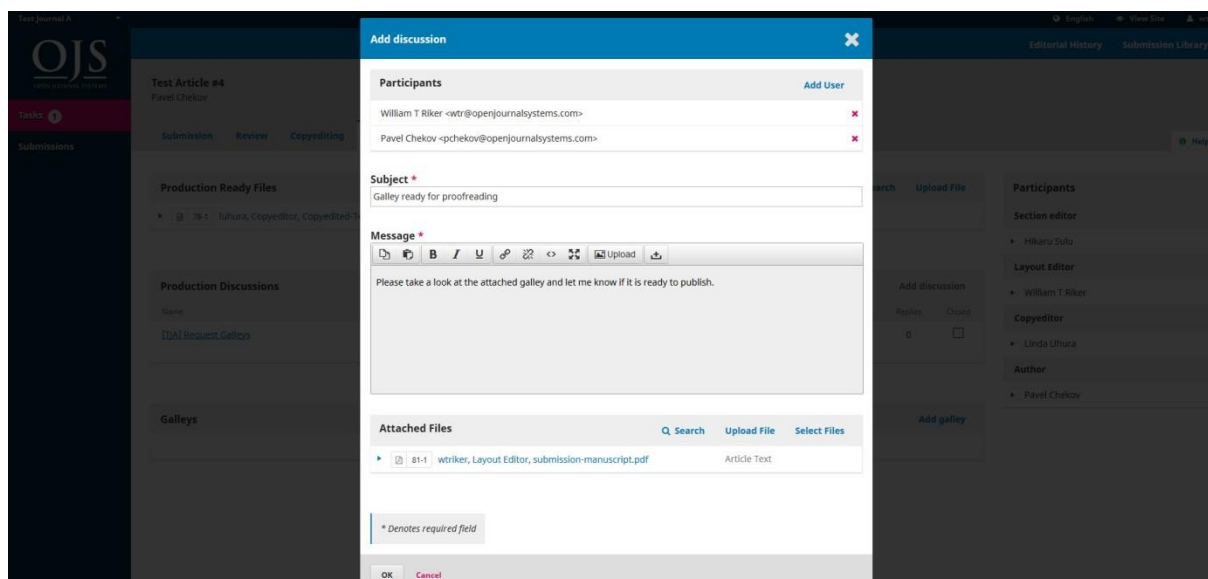 Test Journal A
English
View Site
OJS
OPEN JOURNAL SYSTEMS
Editorial History
Submission Library
Tasks 1
Submissions
Test Article #4
Pavel Chekov
Submission
Review
Copyediting
Help
Production Ready Files
Upload File
78-1 luhura, Copyeditor, Copyedited-
Production Discussions
Add discussion
Name
Replies
Closed
[TJA] Request Galleys
0
Galleys
Add galley
Participants
Section editor
Hikaru Sulu
Layout Editor
William T Riker
Copyeditor
Linda Uhura
Author
Pavel Chekov
Add discussion
Participants
Add User
William T Riker <wtr@openjournalsystems.com>
Pavel Chekov <pchekov@openjournalsystems.com>
Subject *
Galley ready for proofreading
Message *
B I U Upload
Please take a look at the attached galley and let me know if it is ready to publish.
Attached Files
Search
Upload File
Select Files
81-1 wtriker, Layout Editor, submission-manuscript.pdf
Article Text
* Denotes required field
OK
Cancel